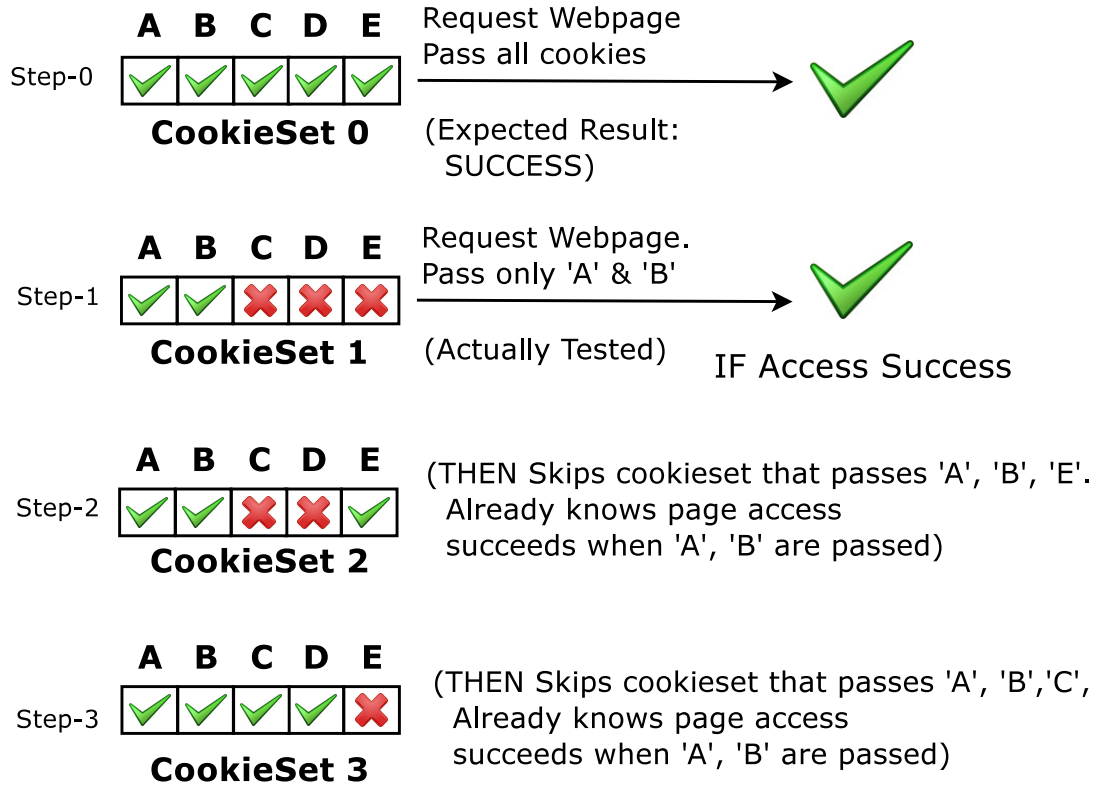 A B C D E
Request Webpage
Pass all cookies
Step-0
CookieSet 0
(Expected Result:
SUCCESS)
A B C D E
Request Webpage.
Pass only 'A' & 'B'
Step-1
CookieSet 1
(Actually Tested)
IF Access Success
A B C D E
(THEN Skips cookieset that passes 'A', 'B', 'E'.
Step-2
Already knows page access
succeeds when 'A', 'B' are passed)
CookieSet 2
A B C D E
(THEN Skips cookieset that passes 'A', 'B','C',
Step-3
Already knows page access
succeeds when 'A', 'B' are passed)
CookieSet 3